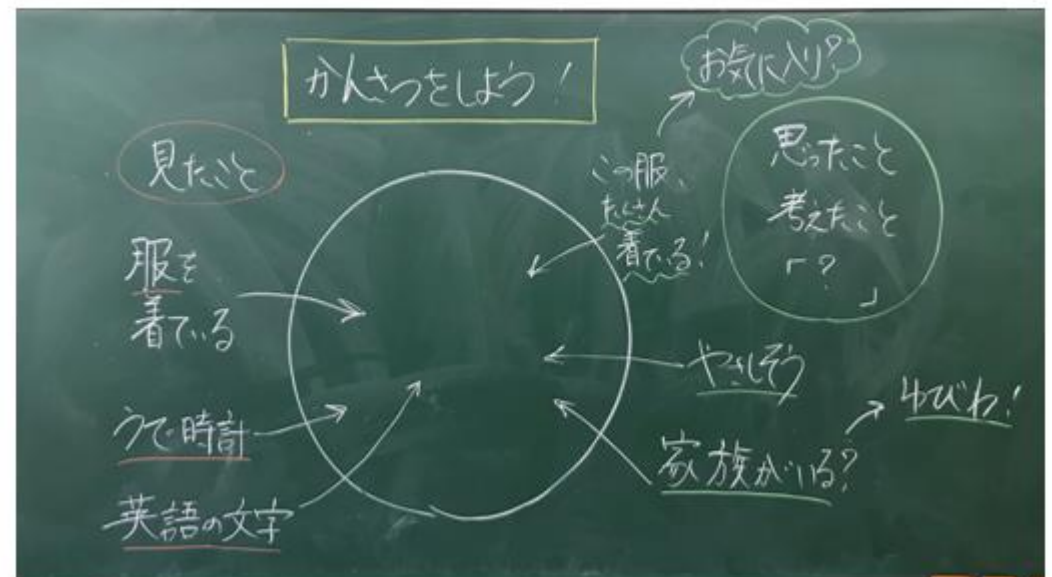 かんさつをしよう!
見たこと
服を
着ている
うで時計
英語の文字
お気に入り?
この服、
たくさん
着てる!
やさしそう
家族がいる?
ゆびわ!
思ったこと
考えたこと
「?
」